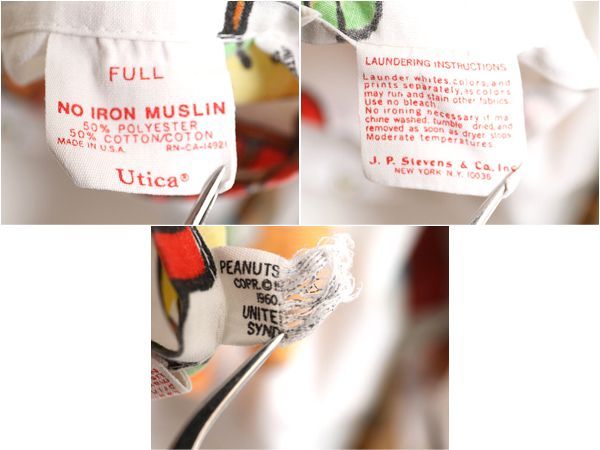 FULL
NO IRON MUSLIN
50% POLYESTER
50% COTTON/COTON
MADE IN U.S.A. RN-CA-14921
Utica®
LAUNDERING INSTRUCTIONS
Launder whites, colors, and
prints separately, as colors
may run and stain other fabrics.
Use no bleach.
No ironing necessary if ma
chine washed, tumble dried, and
removed as soon as dryer stops
Moderate temperatures.
J. P. Stevens & Co., Inc.
NEW YORK N.Y. 10036
PEANUTS
COPR. ©
1960
UNITE
SYND